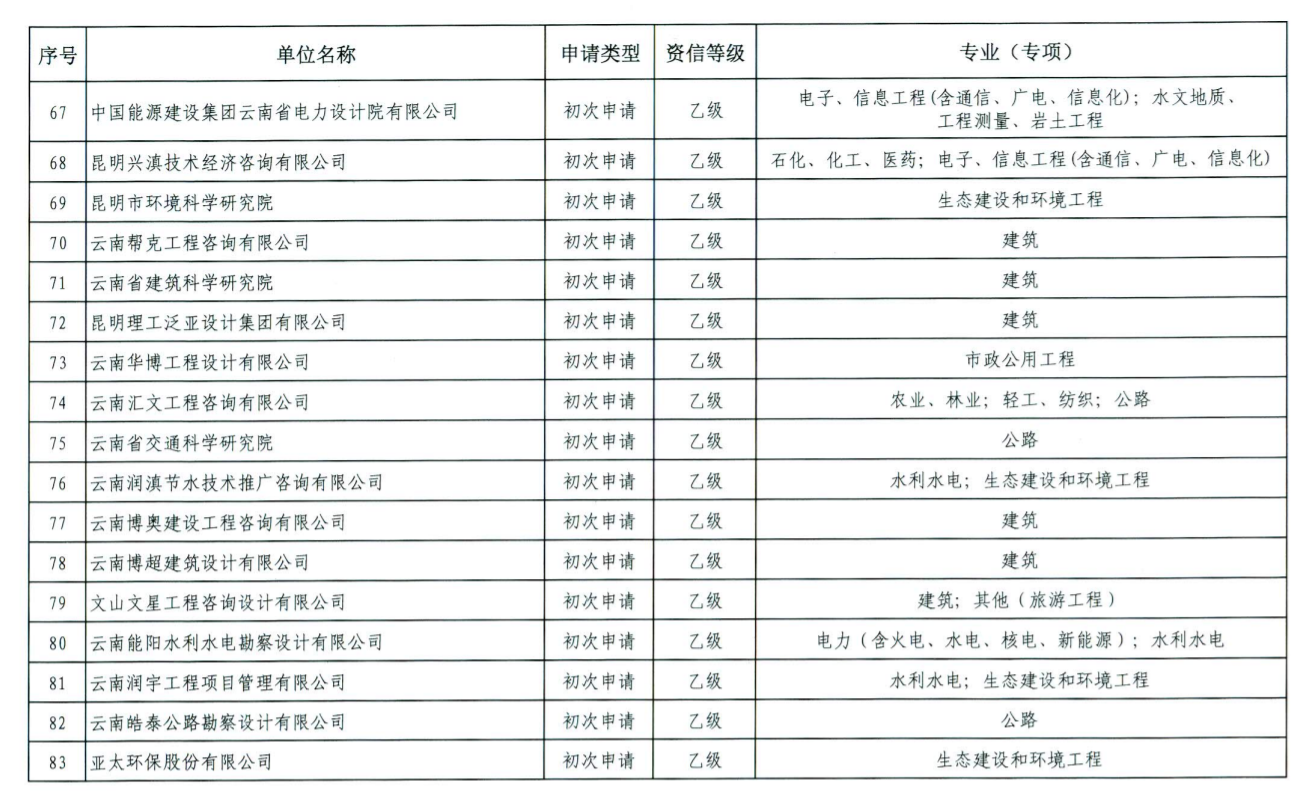 序号 单位名称 申请类型 资信等级 专业（专项）
67 中国能源建设集团云南省电力设计院有限公司 初次申请 乙级 电子、信息工程(含通信、广电、信息化)；水文地质、
工程测量、岩土工程
68 昆明兴滇技术经济咨询有限公司 初次申请 乙级 石化、化工、医药；电子、信息工程(含通信、广电、信息化)
69 昆明市环境科学研究院 初次申请 乙级 生态建设和环境工程
70 云南帮克工程咨询有限公司 初次申请 乙级 建筑
71 云南省建筑科学研究院 初次申请 乙级 建筑
72 昆明理工泛亚设计集团有限公司 初次申请 乙级 建筑
73 云南华博工程设计有限公司 初次申请 乙级 市政公用工程
74 云南汇文工程咨询有限公司 初次申请 乙级 农业、林业；轻工、纺织；公路
75 云南省交通科学研究院 初次申请 乙级 公路
76 云南润滇节水技术推广咨询有限公司 初次申请 乙级 水利水电；生态建设和环境工程
77 云南博奥建设工程咨询有限公司 初次申请 乙级 建筑
78 云南博超建筑设计有限公司 初次申请 乙级 建筑
79 文山文星工程咨询设计有限公司 初次申请 乙级 建筑；其他（旅游工程）
80 云南能阳水利水电勘察设计有限公司 初次申请 乙级 电力（含火电、水电、核电、新能源）；水利水电
81 云南润宇工程项目管理有限公司 初次申请 乙级 水利水电；生态建设和环境工程
82 云南皓泰公路勘察设计有限公司 初次申请 乙级 公路
83 亚太环保股份有限公司 初次申请 乙级 生态建设和环境工程